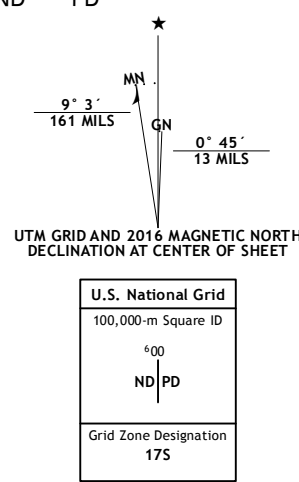 ND PD
★
MN
GN
9° 3´
161 MILS
0° 45´
13 MILS
UTM GRID AND 2016 MAGNETIC NORTH
DECLINATION AT CENTER OF SHEET
U.S. National Grid
100,000-m Square ID
⁶00
ND PD
Grid Zone Designation
17S